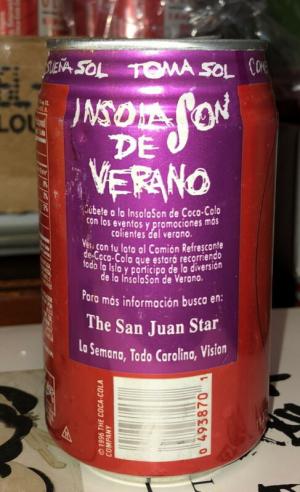 SUEÑA SOL TOMA SOL COME
INSOLASON
DE
VERANO
Súbete a la InsolaSon de Coca-Cola
con los eventos y promociones más
calientes del verano.
Ves con tu lata al Camión Refrescante
de Coca-Cola que estará recorriendo
toda la Isla y participa de la diversión
de la InsolaSon de Verano.
Para más información busca en:
The San Juan Star
La Semana, Todo Carolina, Vision
© 1996 THE COCA-COLA
COMPANY
0 493870 1